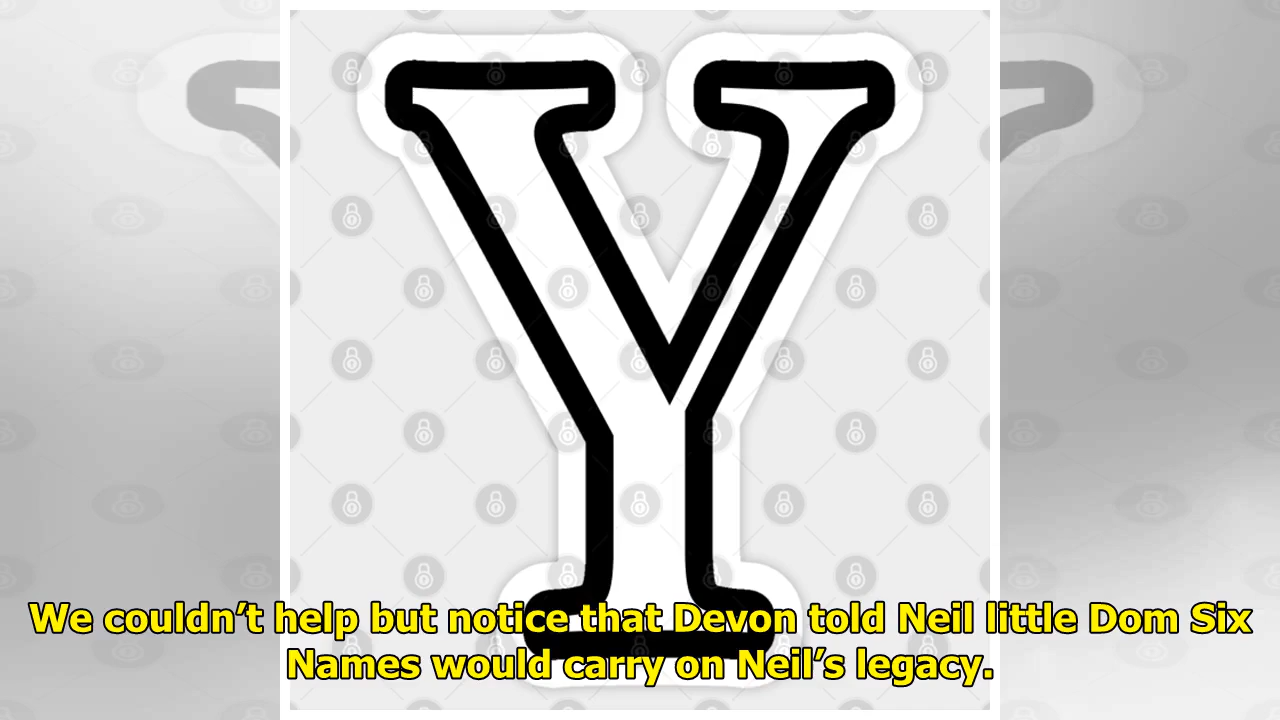 Y
We couldn’t help but notice that Devon told Neil little Dom Six
Names would carry on Neil’s legacy.